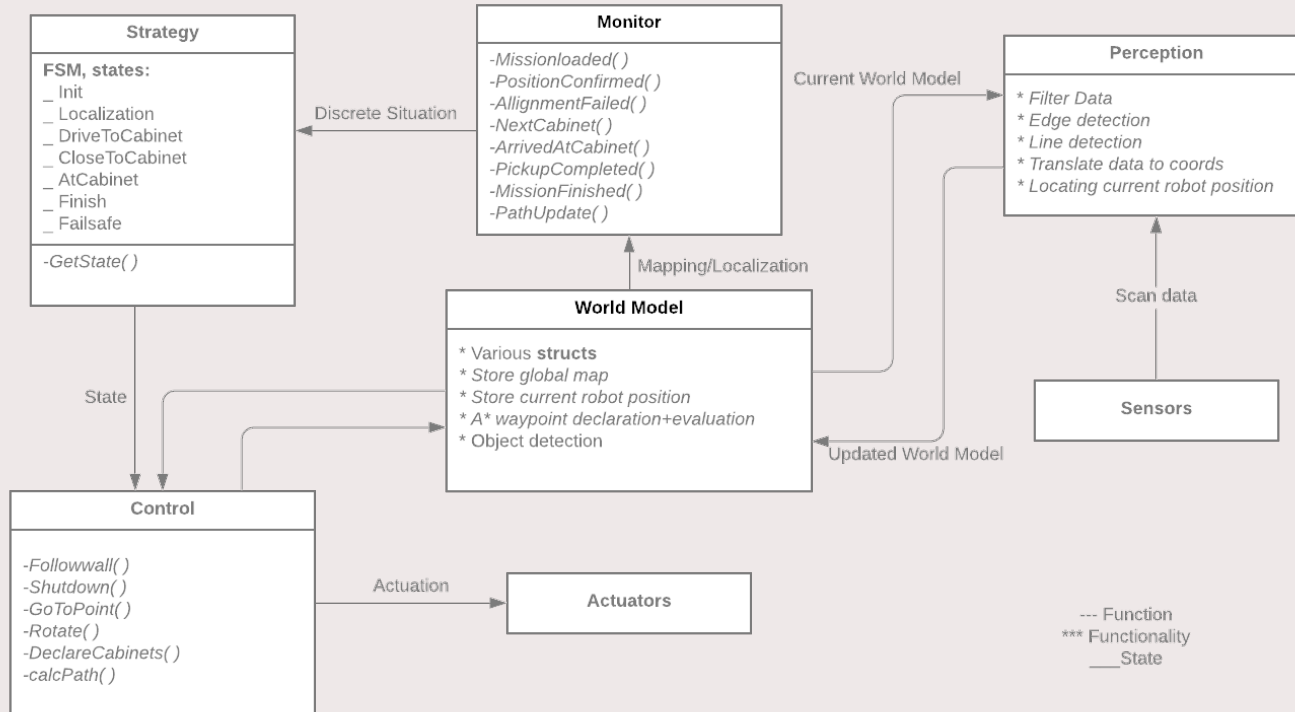 Strategy
FSM, states:
_ Init
_ Localization
_ DriveToCabinet
_ CloseToCabinet
_ AtCabinet
_ Finish
_ Failsafe
-GetState( )
Discrete Situation
Monitor
-Missionloaded( )
-PositionConfirmed( )
-AllignmentFailed( )
-NextCabinet( )
-ArrivedAtCabinet( )
-PickupCompleted( )
-MissionFinished( )
-PathUpdate( )
Current World Model
Perception
* Filter Data
* Edge detection
* Line detection
* Translate data to coords
* Locating current robot position
Mapping/Localization
Scan data
World Model
* Various structs
* Store global map
* Store current robot position
* A* waypoint declaration+evaluation
* Object detection
Sensors
Updated World Model
State
Control
-Followwall( )
-Shutdown( )
-GoToPoint( )
-Rotate( )
-DeclareCabinets( )
-calcPath( )
Actuation
Actuators
--- Function
*** Functionality
___State